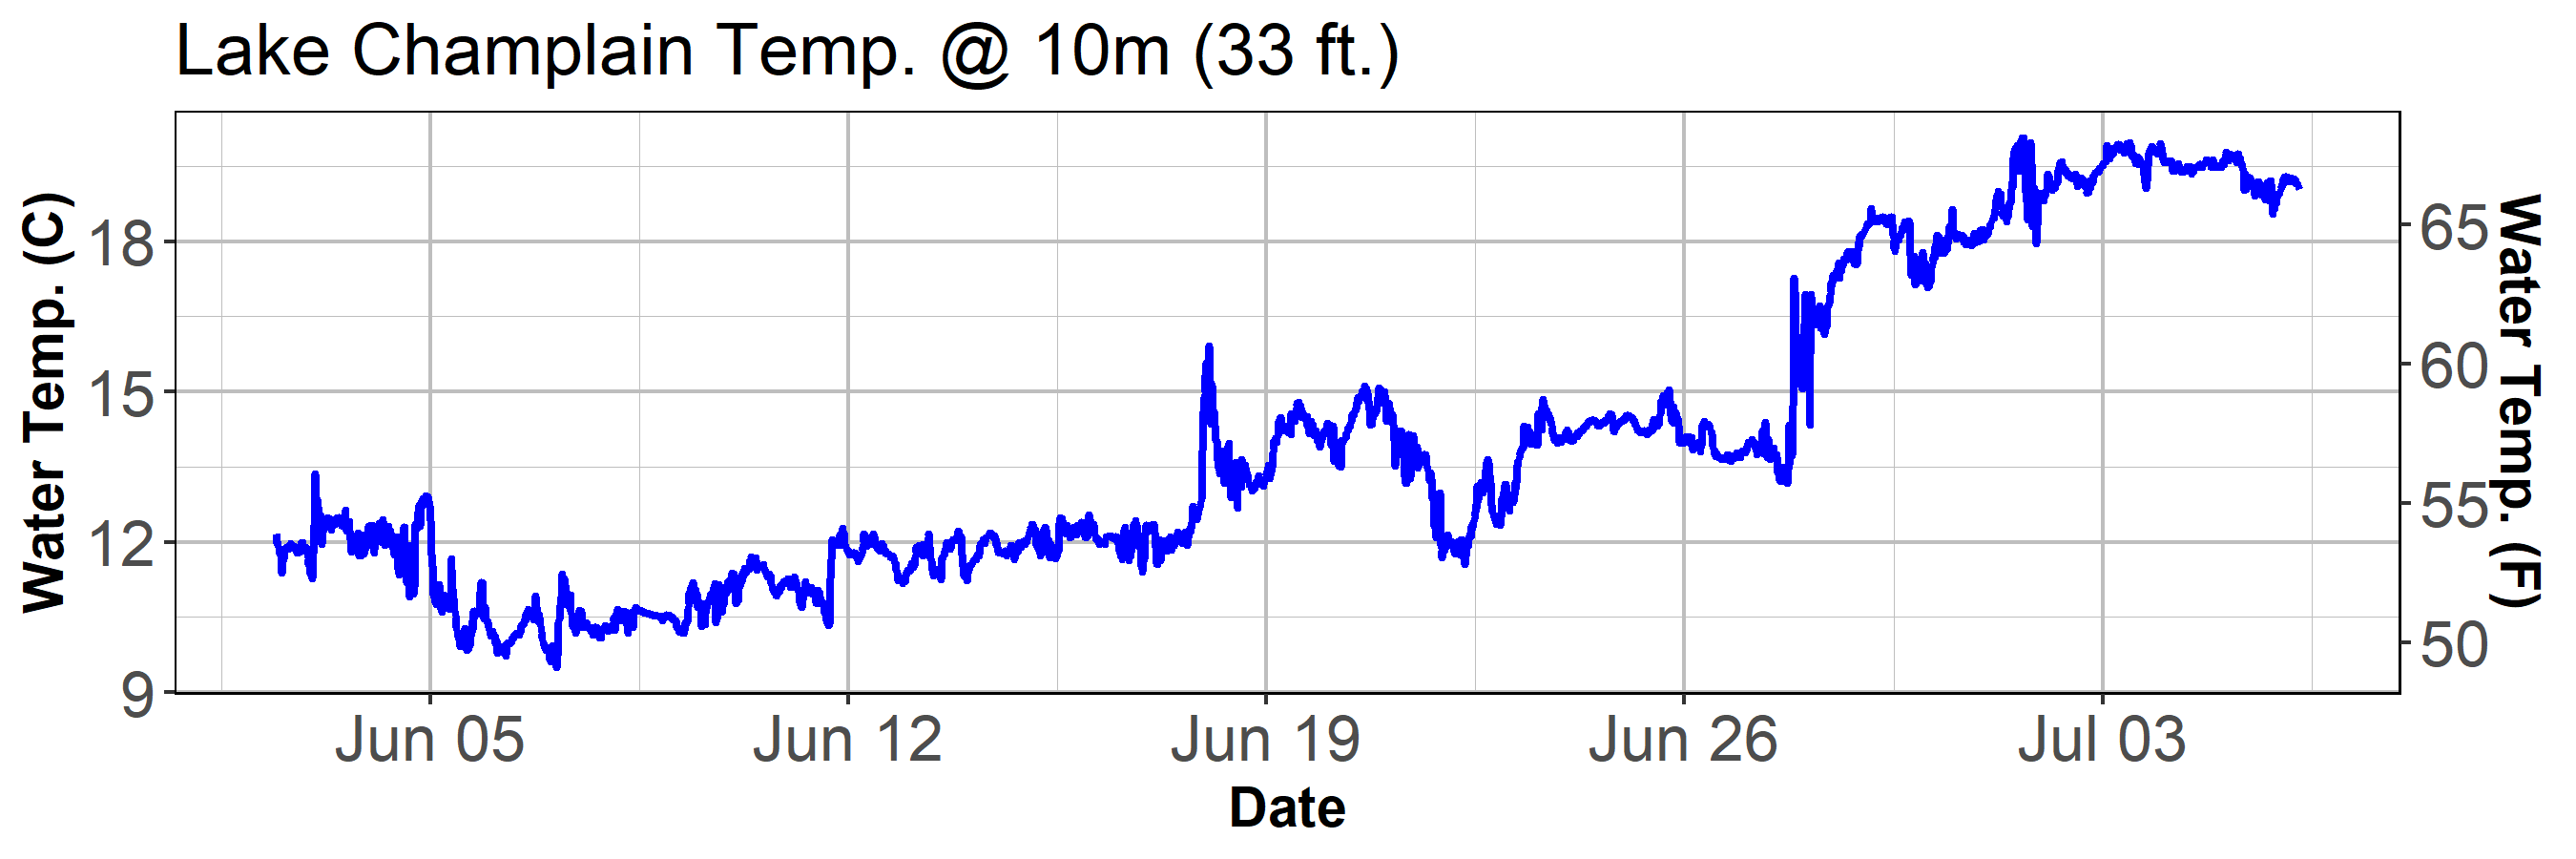 Lake Champlain Temp. @ 10m (33 ft.)
Water Temp. (C)
18
15
12
9
65
60
55
50
Water Temp. (F)
Jun 05 Jun 12 Jun 19 Jun 26 Jul 03
Date